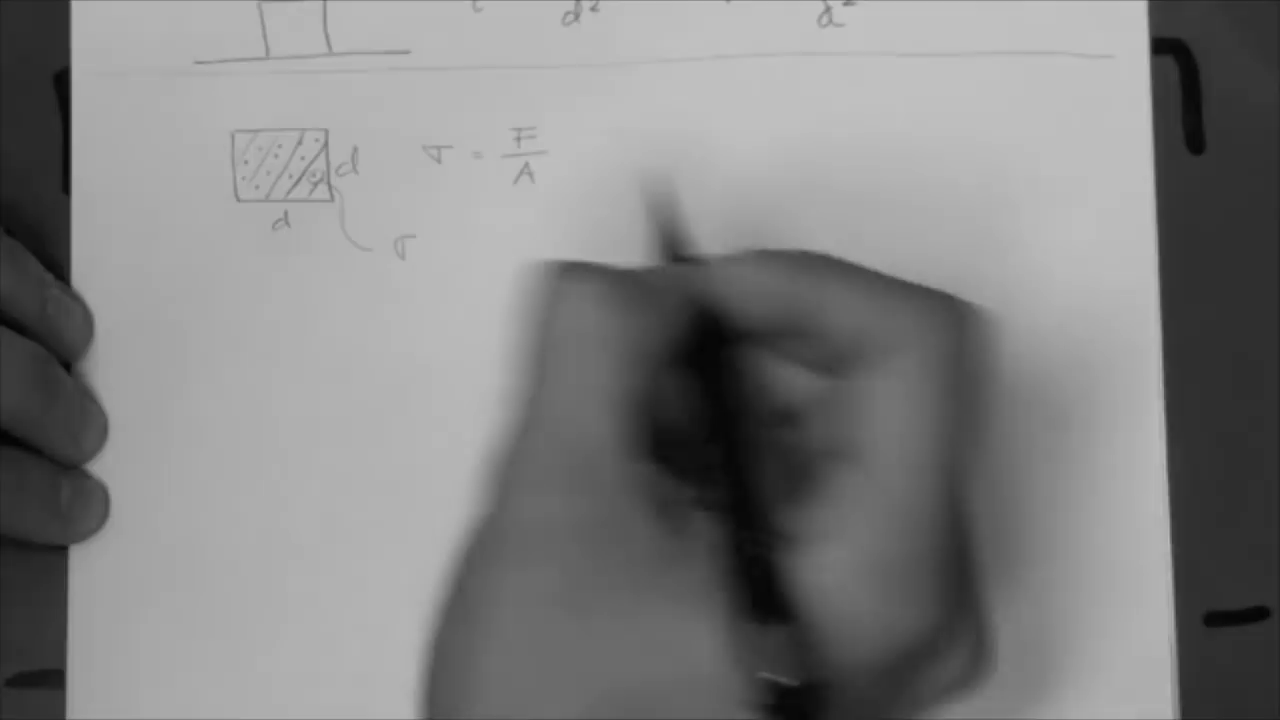 d² d²
d σ = F/A
d
σ